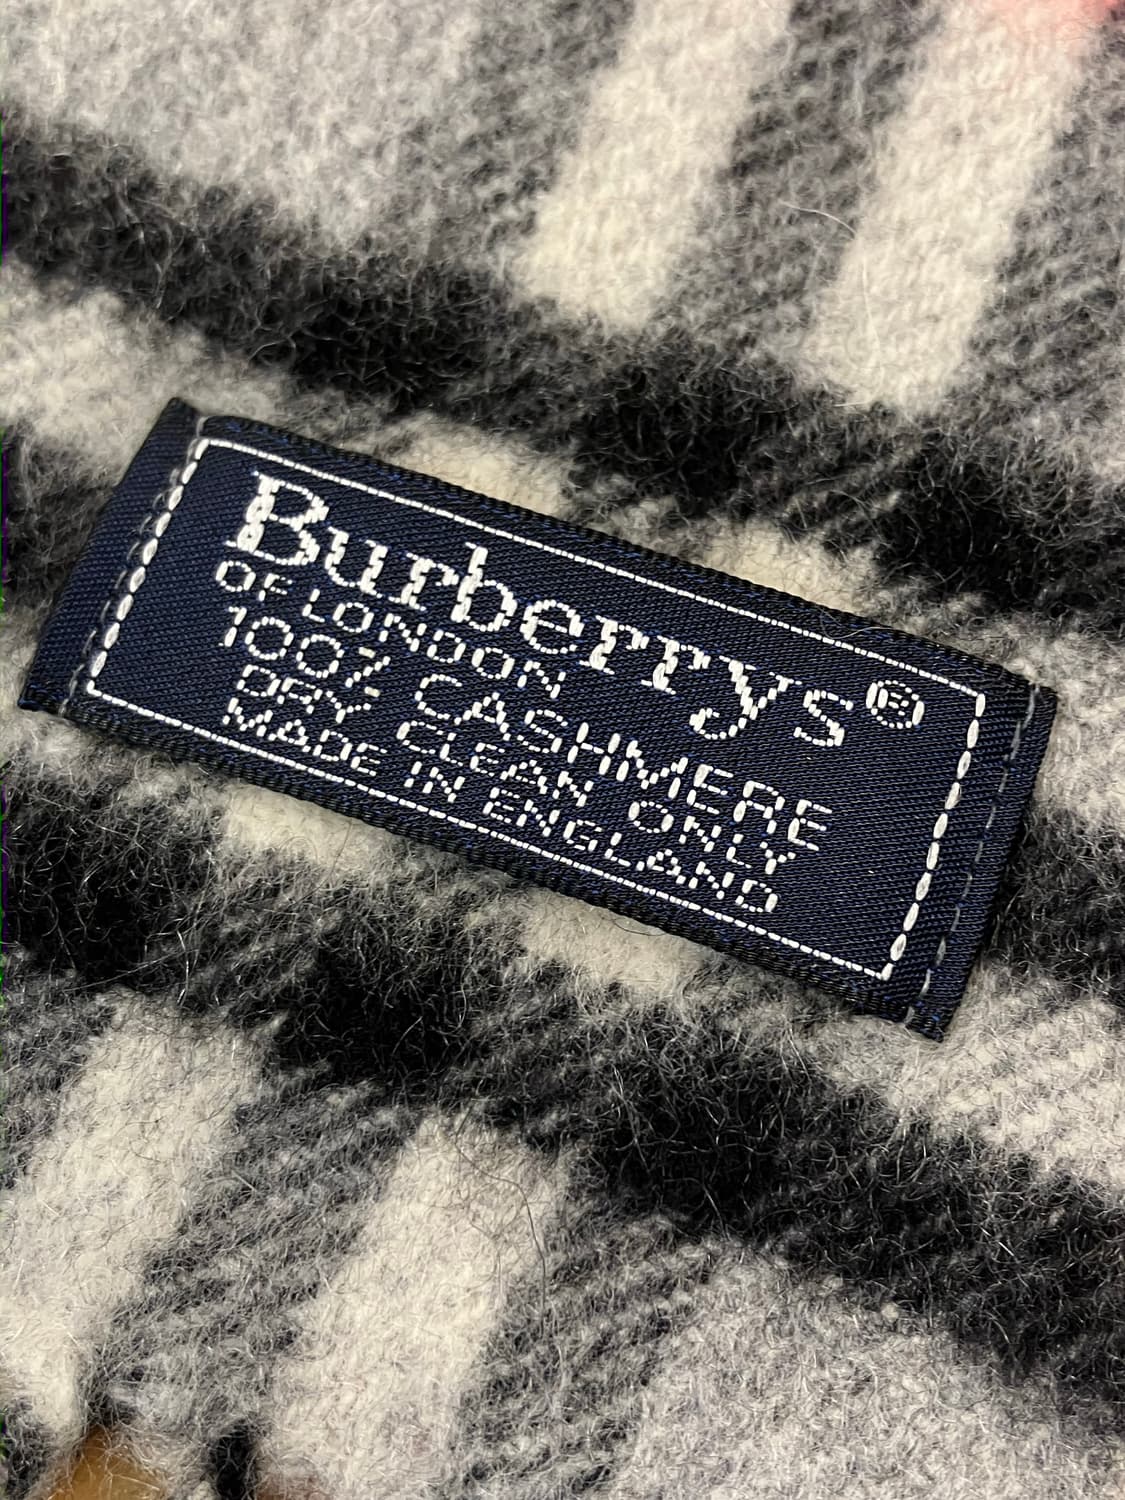 Burberrys®
OF LONDON
100% CASHMERE
DRY CLEAN ONLY
MADE IN ENGLAND